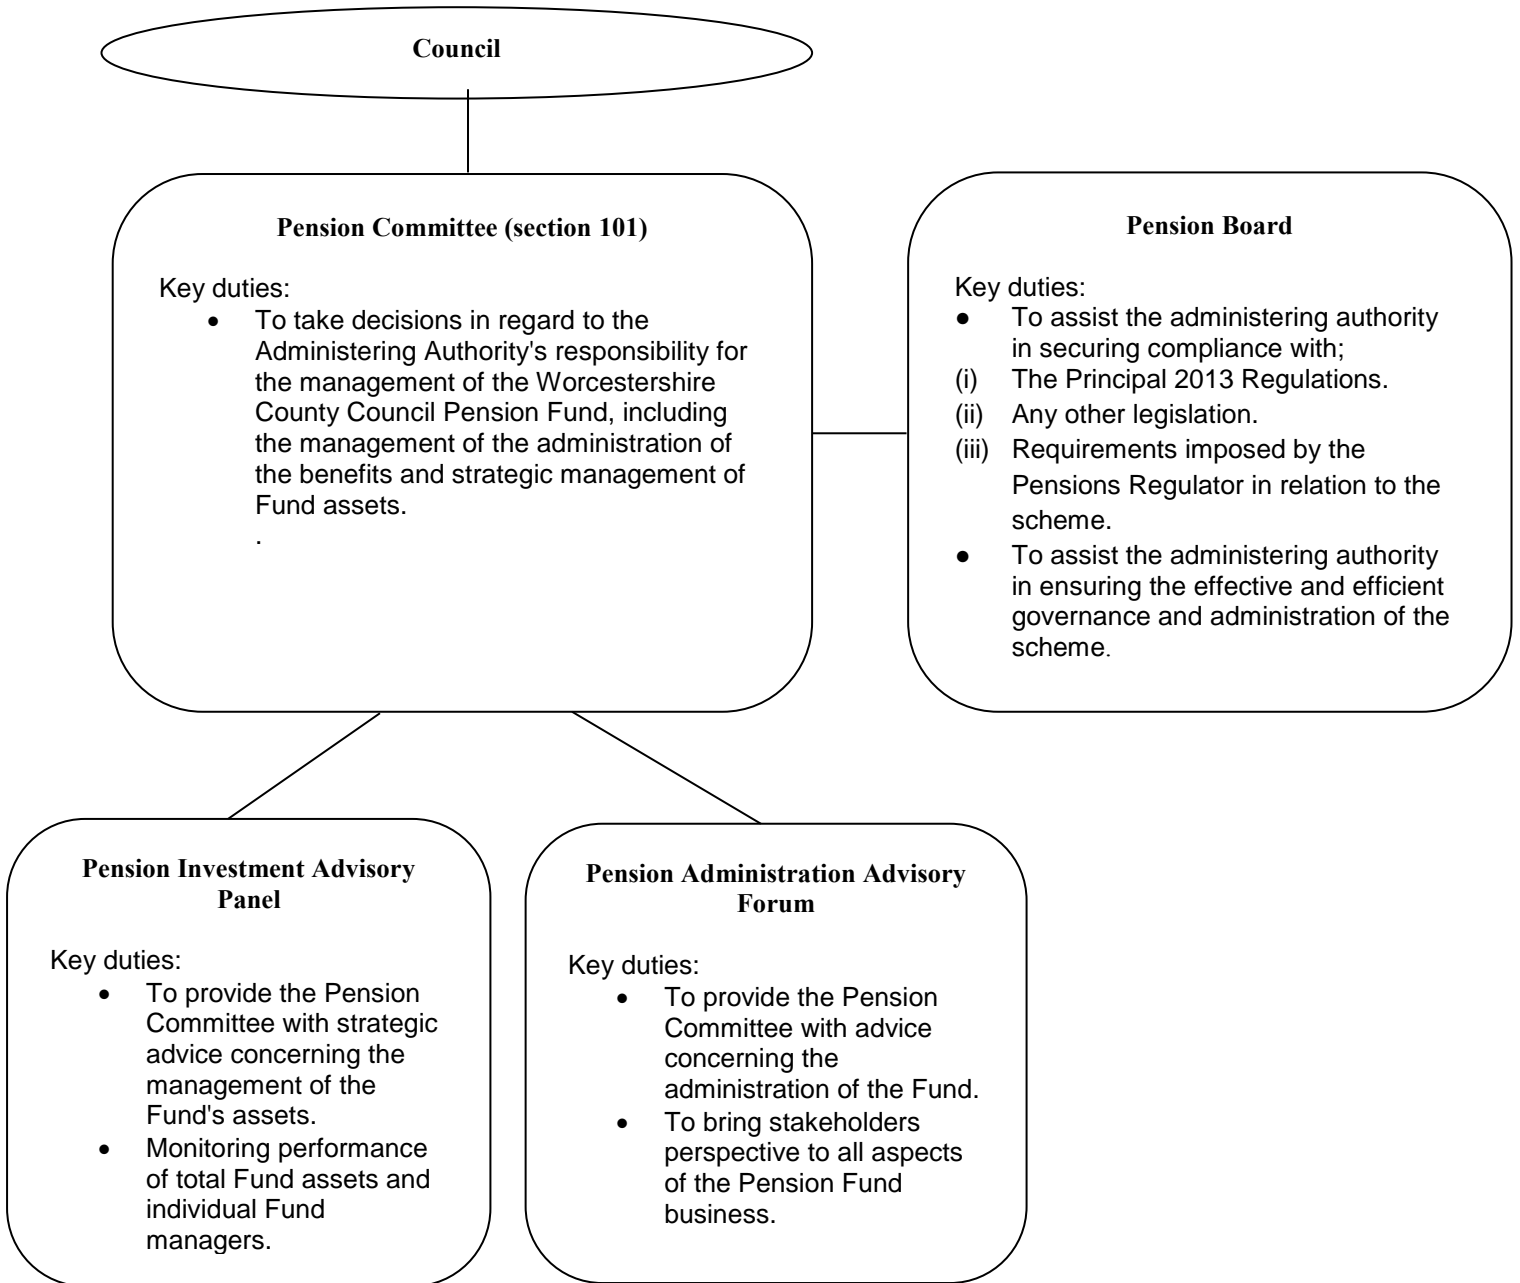 Council
Pension Committee (section 101)
Key duties:
• To take decisions in regard to the
Administering Authority's responsibility for
the management of the Worcestershire
County Council Pension Fund, including
the management of the administration of
the benefits and strategic management of
Fund assets.
.
Pension Board
Key duties:
● To assist the administering authority
in securing compliance with;
(i) The Principal 2013 Regulations.
(ii) Any other legislation.
(iii) Requirements imposed by the
Pensions Regulator in relation to the
scheme.
● To assist the administering authority
in ensuring the effective and efficient
governance and administration of the
scheme.
Pension Investment Advisory
Panel
Key duties:
• To provide the Pension
Committee with strategic
advice concerning the
management of the
Fund's assets.
• Monitoring performance
of total Fund assets and
individual Fund
managers.
Pension Administration Advisory
Forum
Key duties:
• To provide the Pension
Committee with advice
concerning the
administration of the Fund.
• To bring stakeholders
perspective to all aspects
of the Pension Fund
business.